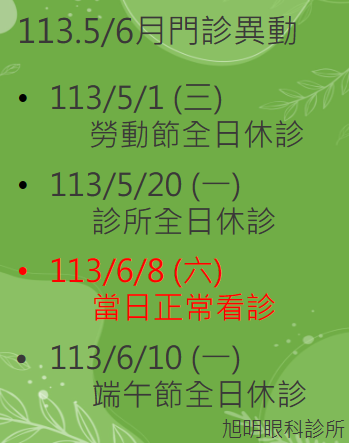 113.5/6月門診異動
• 113/5/1 (三)
勞動節全日休診
• 113/5/20 (一)
診所全日休診
• 113/6/8 (六)
當日正常看診
• 113/6/10 (一)
端午節全日休診
旭明眼科診所